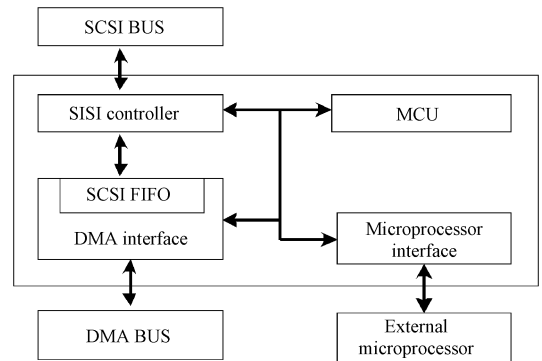 SCSI BUS
SISI controller
MCU
SCSI FIFO
DMA interface
Microprocessor
interface
DMA BUS
External
microprocessor